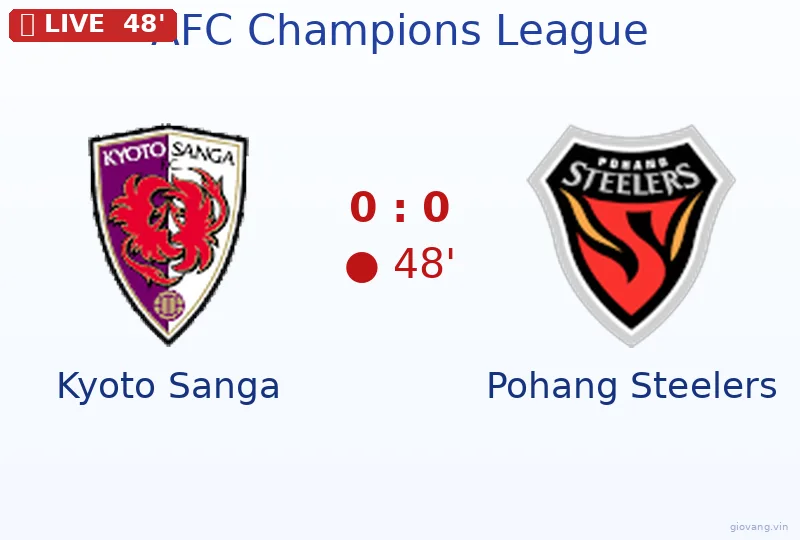 LIVE 48'
AFC Champions League
KYOTO SANGA
POHANG
STEELERS
0 : 0
● 48'
Kyoto Sanga
Pohang Steelers
giovang.vin